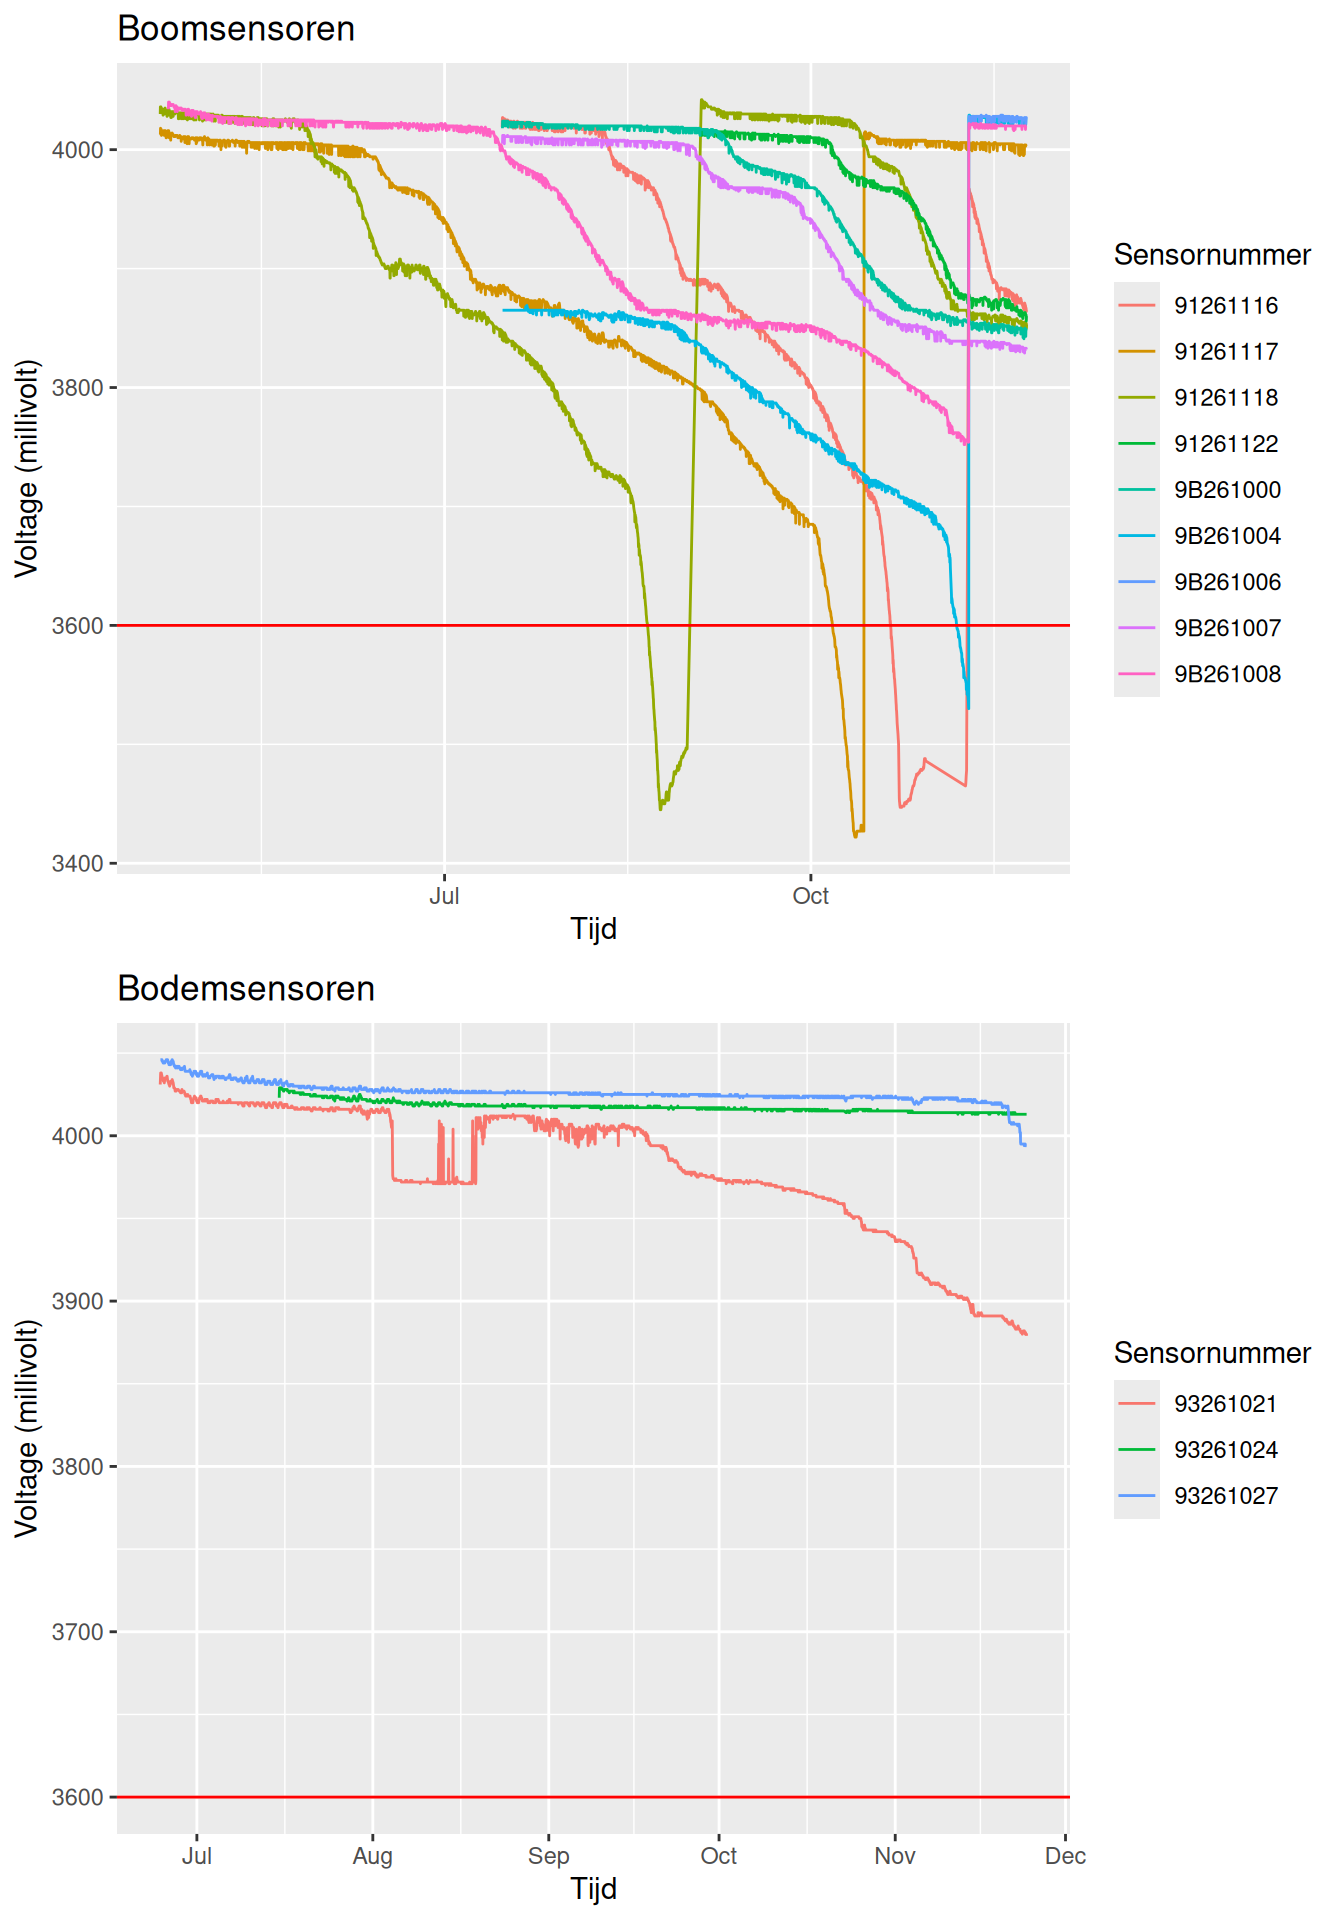 Boomsensoren
Voltage (millivolt)
4000
3800
3600
3400
Jul
Oct
Tijd
Sensornummer
91261116
91261117
91261118
91261122
9B261000
9B261004
9B261006
9B261007
9B261008
Bodemsensoren
Voltage (millivolt)
4000
3900
3800
3700
3600
Jul
Aug
Sep
Oct
Nov
Dec
Tijd
Sensornummer
93261021
93261024
93261027